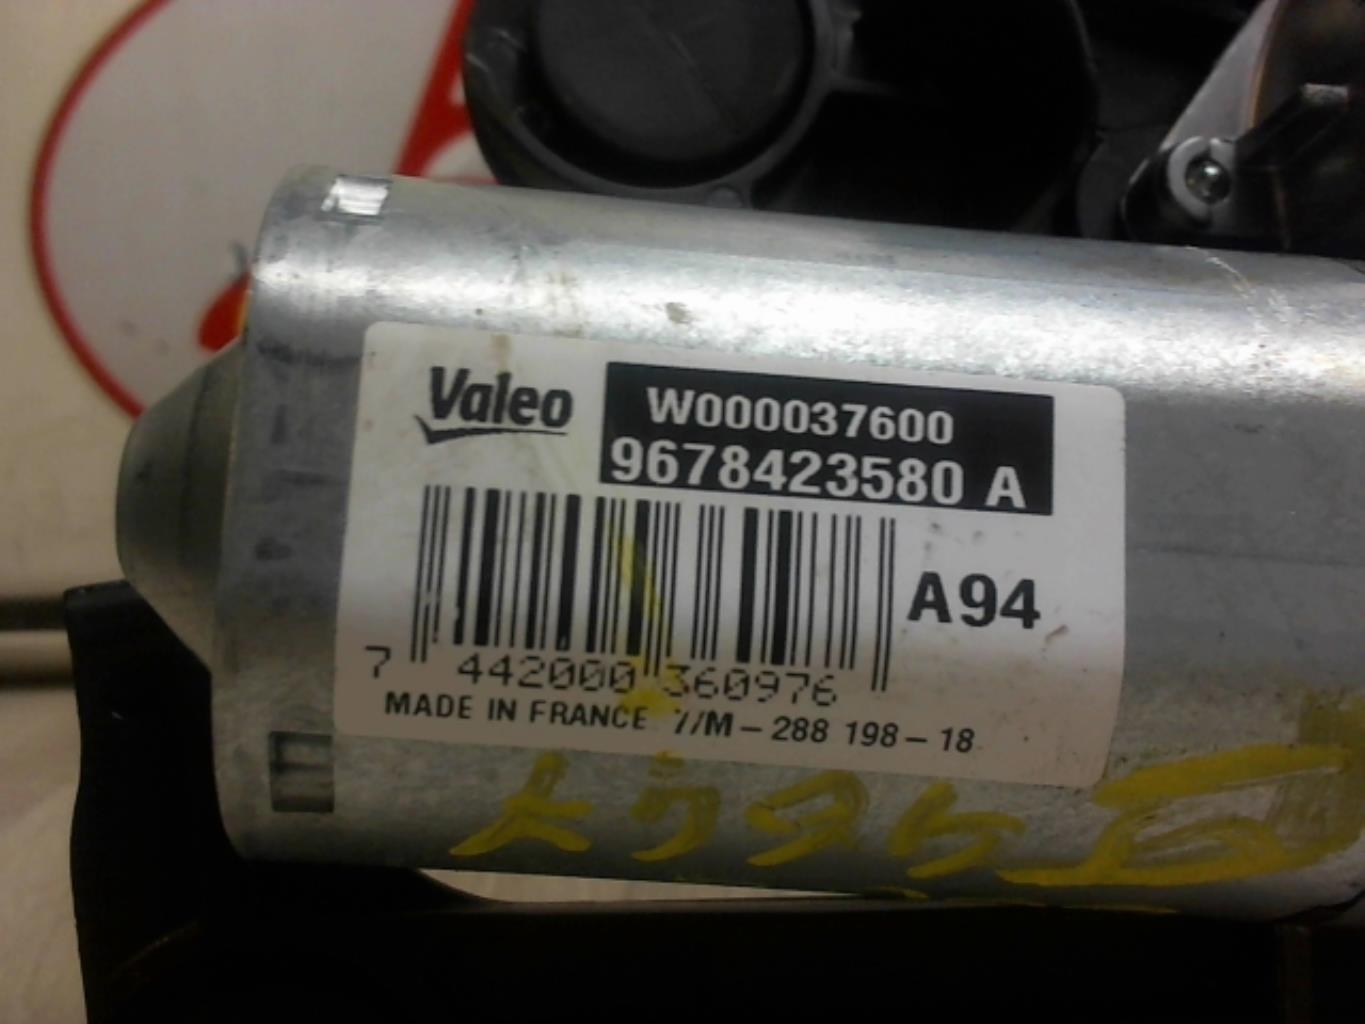 Valeo
W000037600
9678423580 A
A94
7 442000 360976
MADE IN FRANCE 7/M - 288 198 - 18